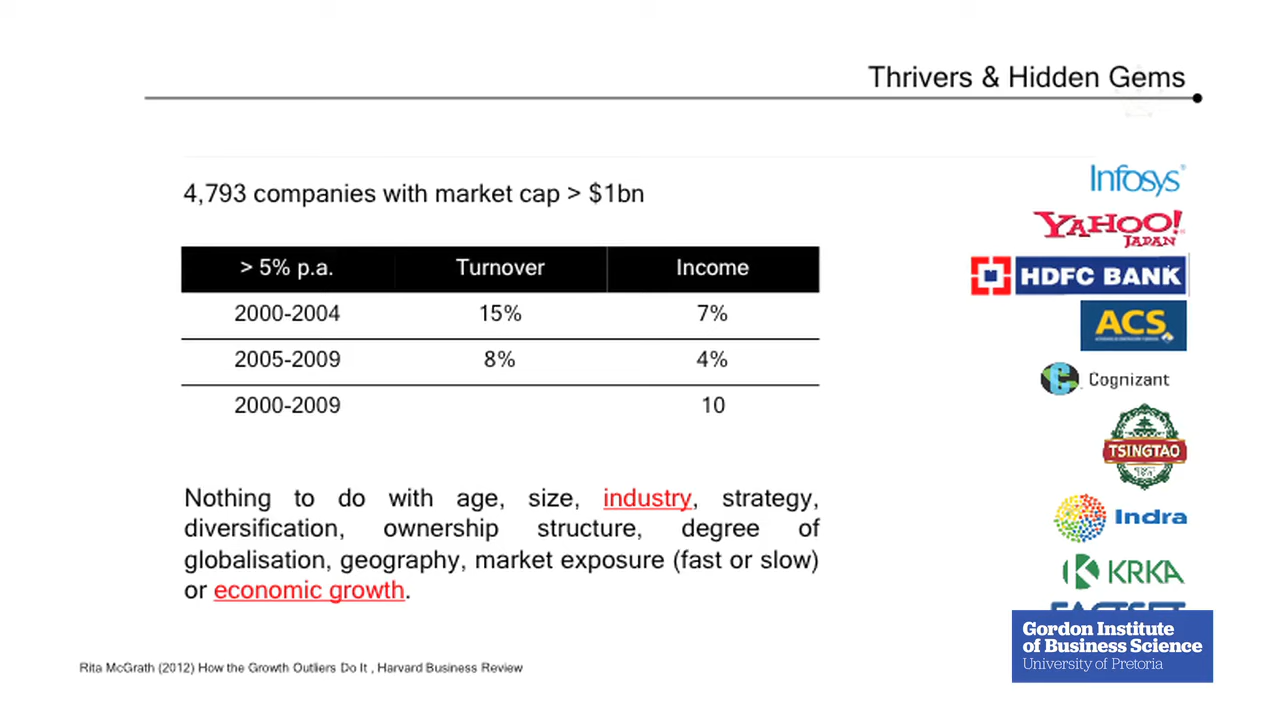 Thrivers & Hidden Gems
4,793 companies with market cap > $1bn
> 5% p.a. Turnover Income
2000-2004 15% 7%
2005-2009 8% 4%
2000-2009 10
Nothing to do with age, size, industry, strategy,
diversification, ownership structure, degree of
globalisation, geography, market exposure (fast or slow)
or economic growth.
Infosys
YAHOO!
JAPAN
HDFC BANK
ACS
Cognizant
TSINGTAO
Indra
KRKA
Gordon Institute
of Business Science
University of Pretoria
Rita McGrath (2012) How the Growth Outliers Do It , Harvard Business Review